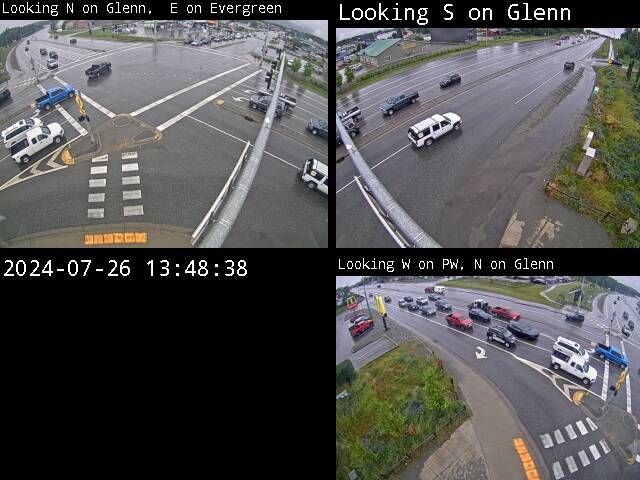 Looking N on Glenn,  E on Evergreen
Looking S on Glenn
2024-07-26 13:48:38
Looking W on PW, N on Glenn